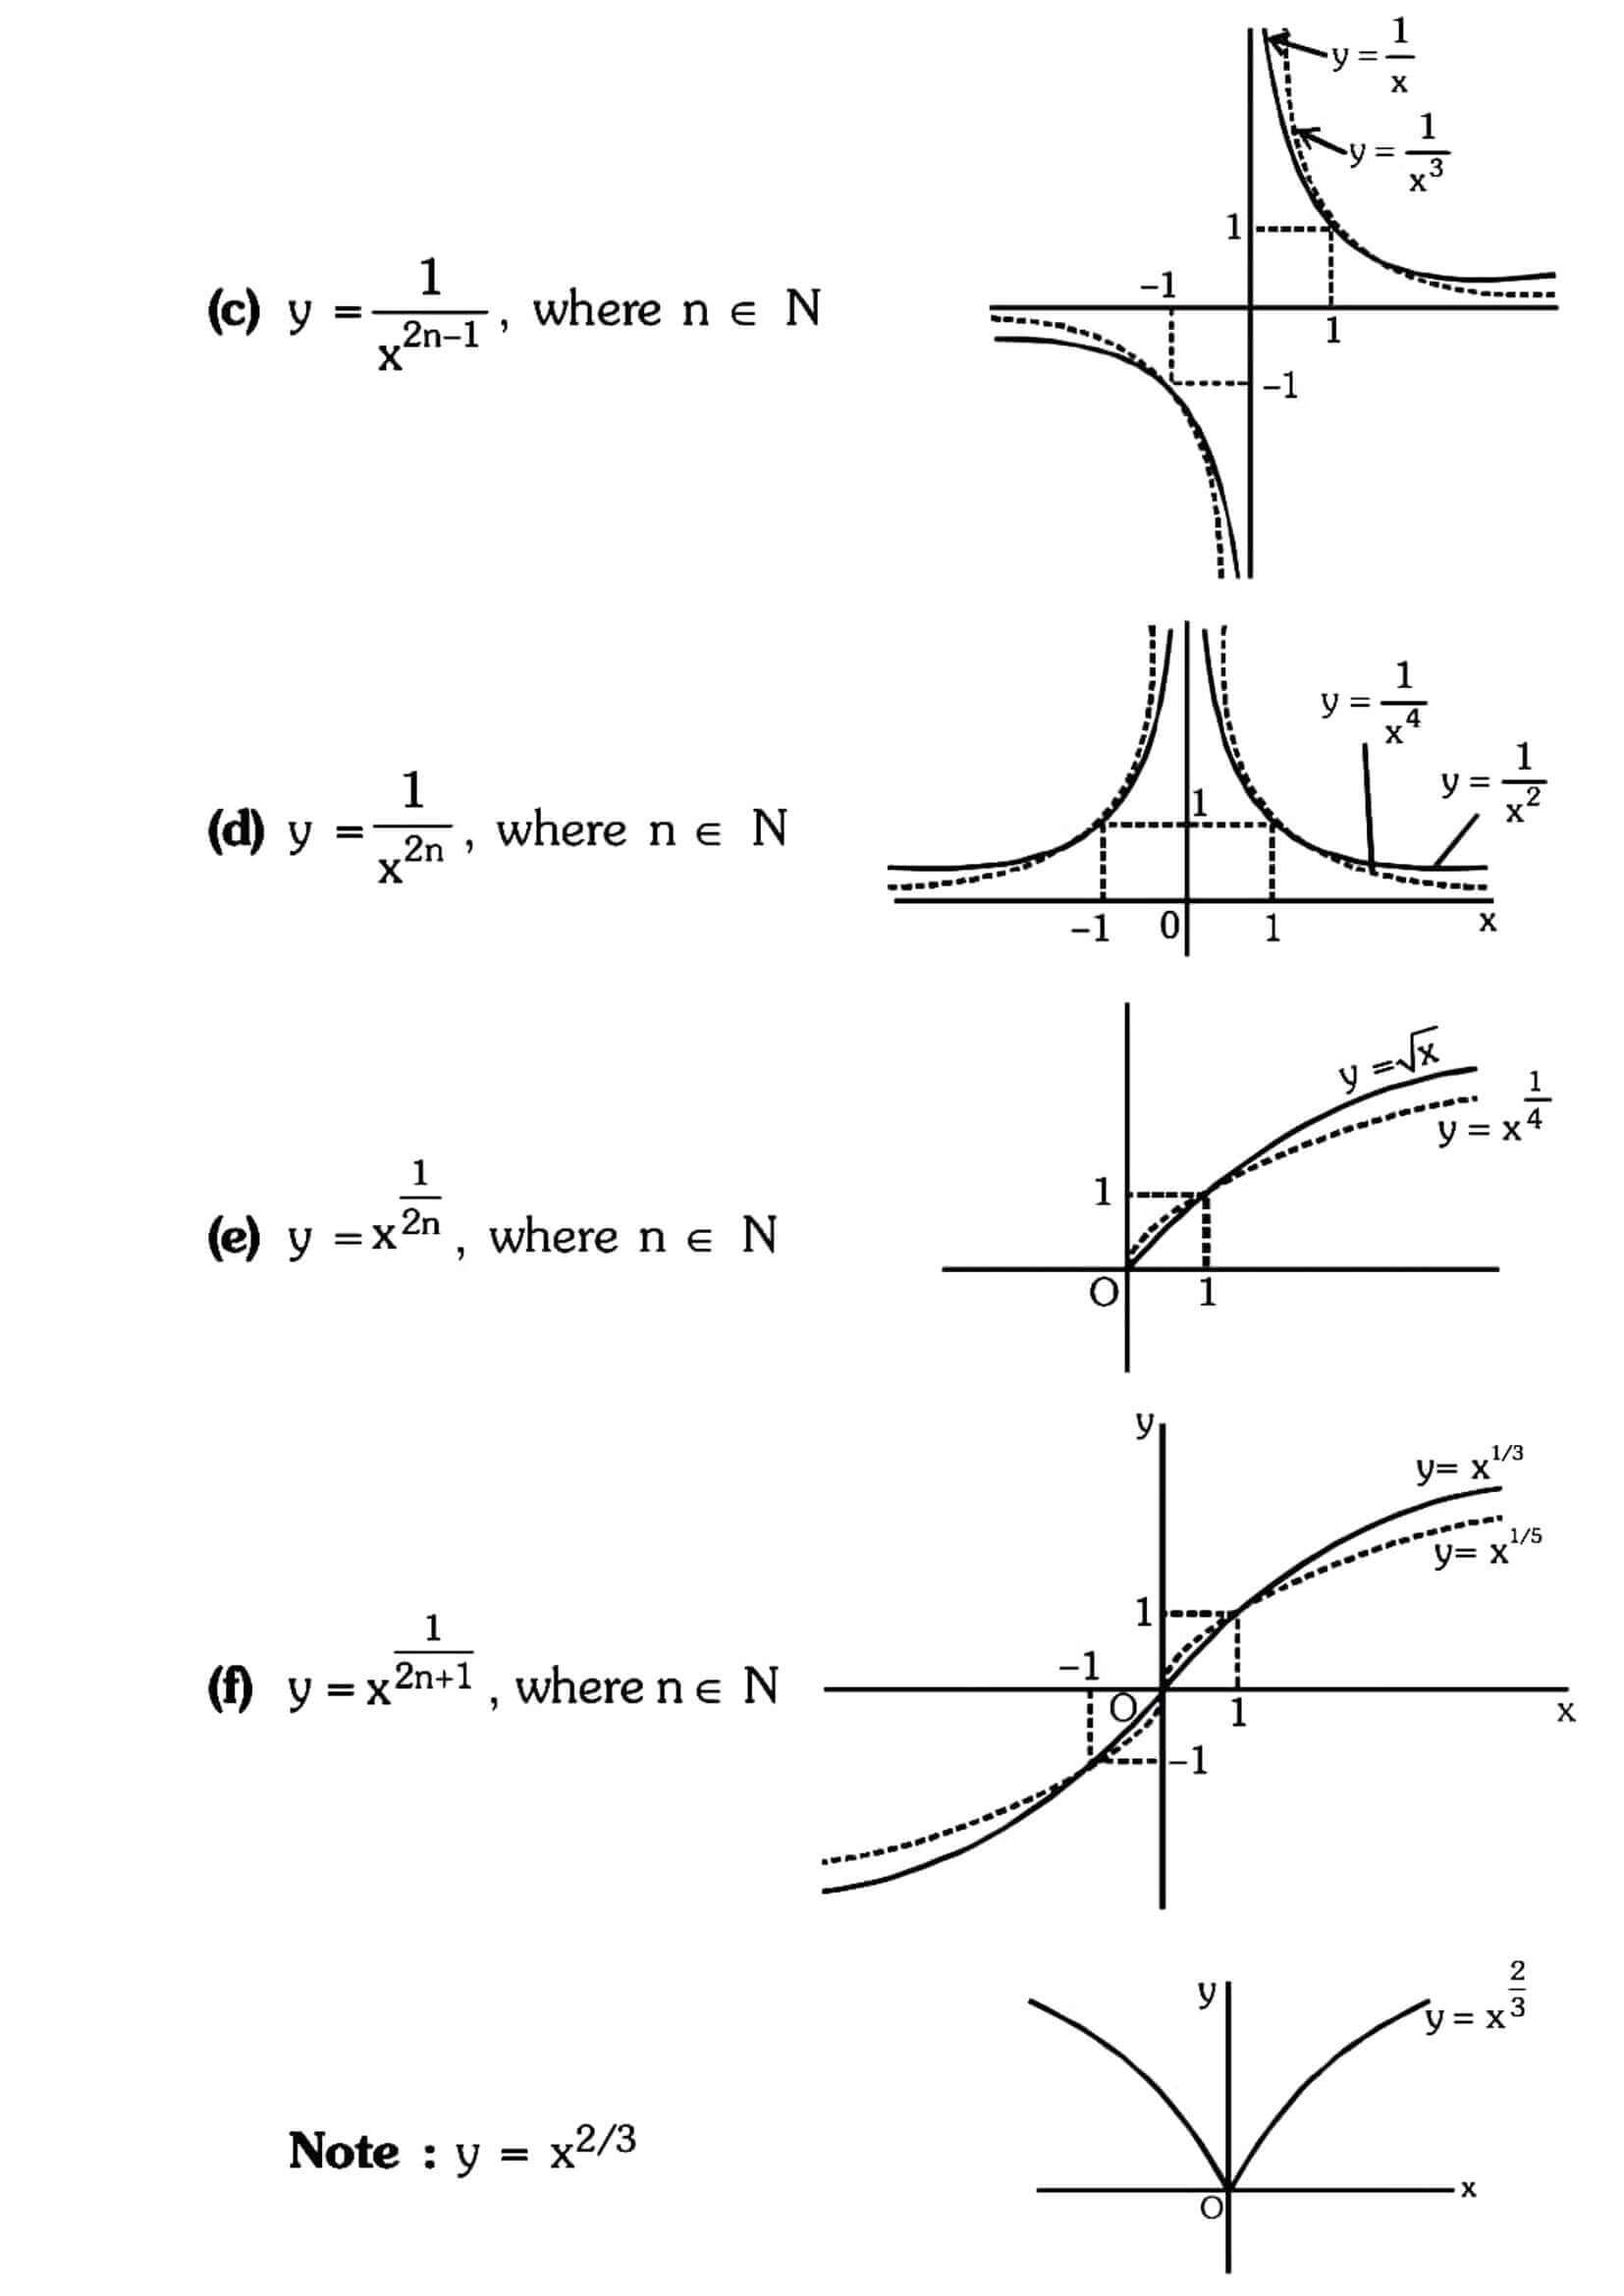 y = 1/x
y = 1/x³
1
−1
1
−1
(c) y = 1/x²ⁿ⁻¹ , where n ∈ N
y = 1/x⁴
y = 1/x²
1
−1 0 1 x
(d) y = 1/x²ⁿ , where n ∈ N
y = √x
y = x^(1/4)
1
O 1
(e) y = x^(1/2n) , where n ∈ N
y
y= x^1/3
y= x^1/5
1
−1
O 1 x
−1
(f) y = x^(1/(2n+1)) , where n ∈ N
y
y = x^(2/3)
x
O
Note : y = x^2/3